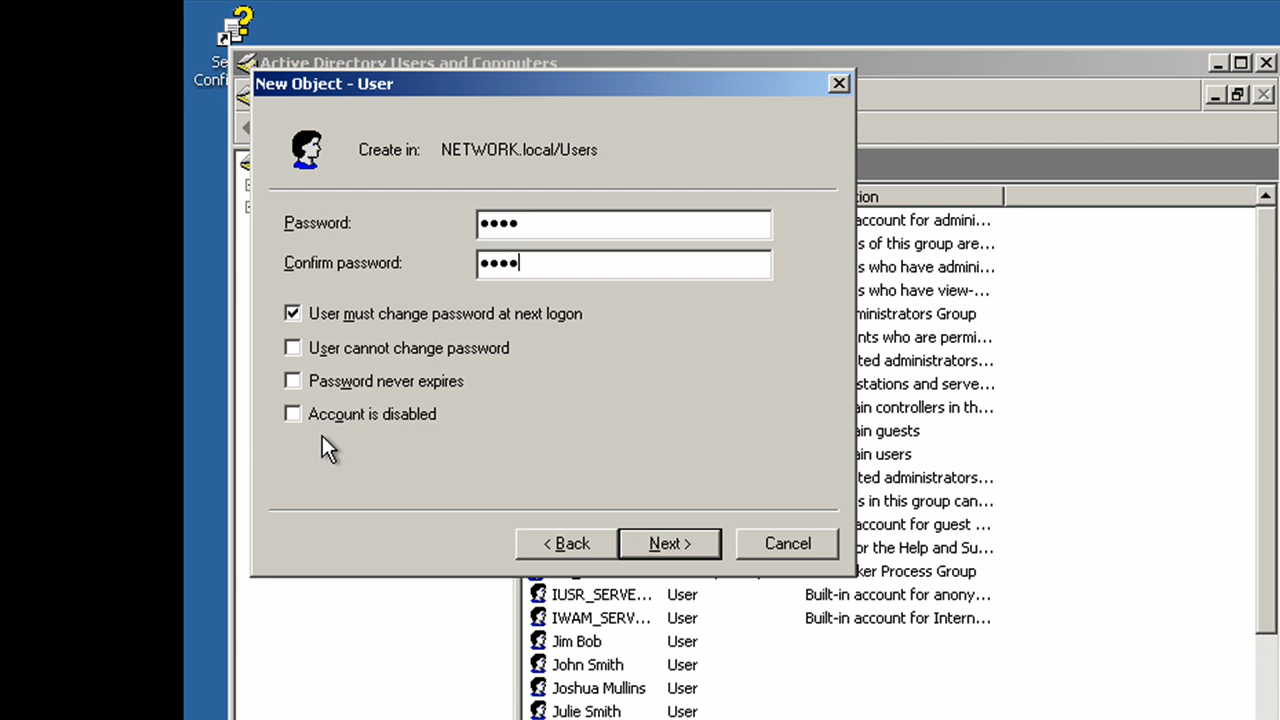 Se
Confi
Active Directory Users and Computers
New Object - User
Create in: NETWORK.local/Users
Password: ●●●●
Confirm password: ●●●●
User must change password at next logon
User cannot change password
Password never expires
Account is disabled
< Back
Next >
Cancel
tion
account for admini...
s of this group are...
s who have admini...
s who have view-...
ministrators Group
nts who are permi...
ted administrators...
stations and serve...
ain controllers in th...
ain guests
ain users
ted administrators...
s in this group can...
account for guest ...
or the Help and Su...
ker Process Group
IUSR_SERVE... User Built-in account for anony...
IWAM_SERV... User Built-in account for Intern...
Jim Bob User
John Smith User
Joshua Mullins User
Julie Smith User